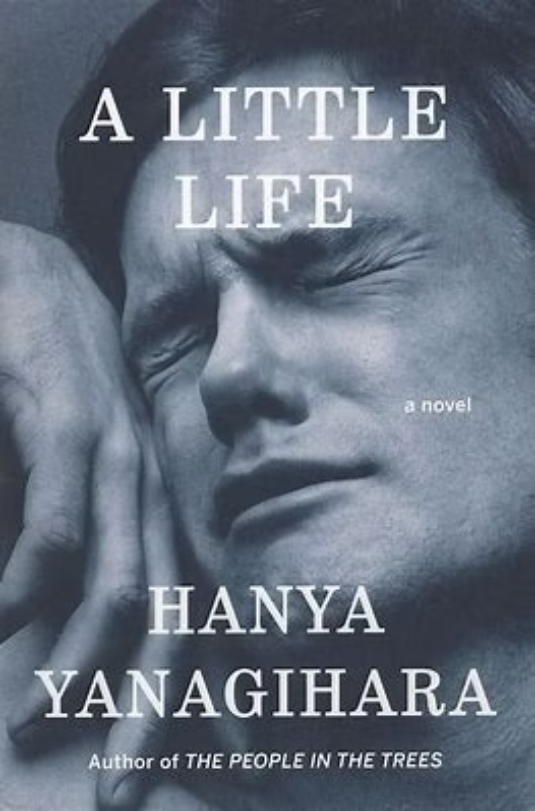 A LITTLE
LIFE
a novel
HANYA
YANAGIHARA
Author of THE PEOPLE IN THE TREES